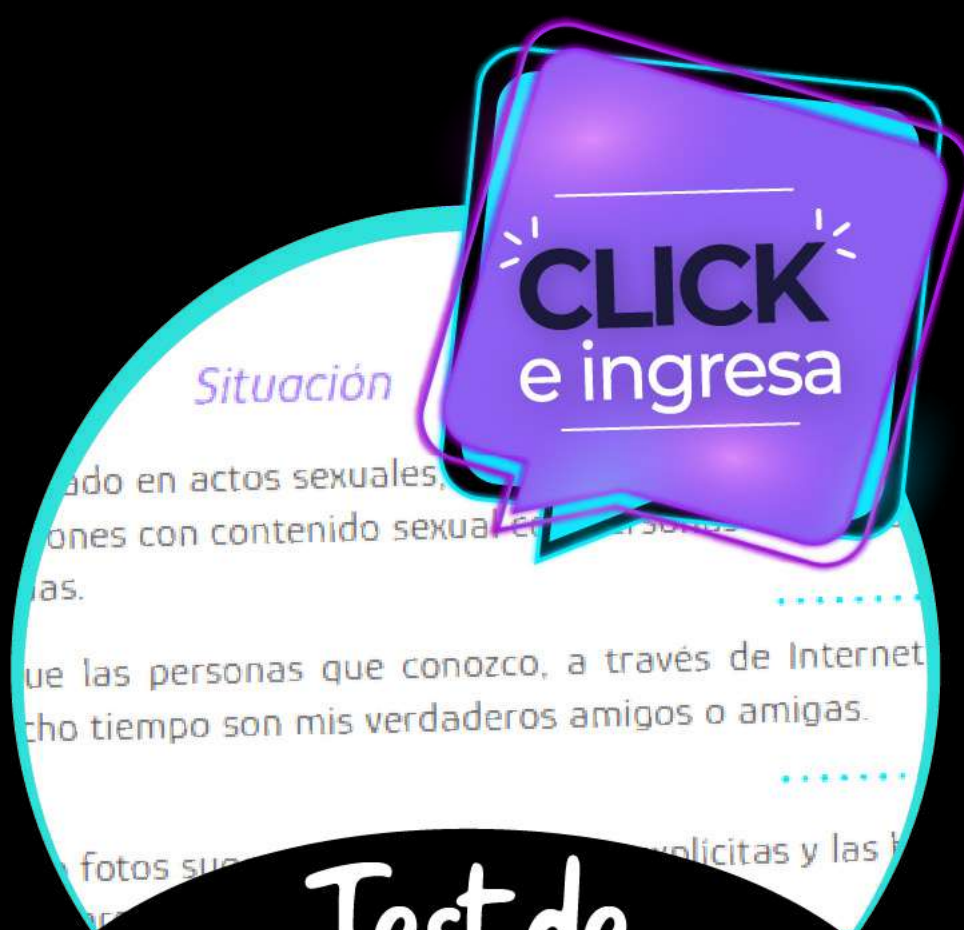 CLICK
e ingresa
Situación
ado en actos sexuales,
ones con contenido sexual
as.
ue las personas que conozco, a través de Internet
cho tiempo son mis verdaderos amigos o amigas.
fotos
plícitas y las
Test de